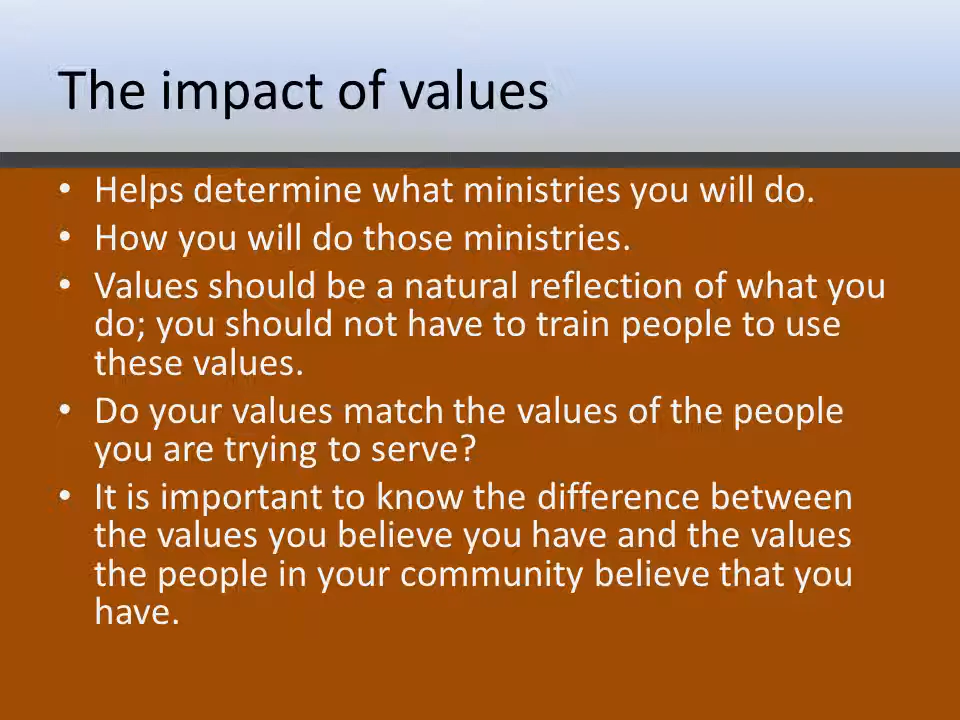 The impact of values
• Helps determine what ministries you will do.
• How you will do those ministries.
• Values should be a natural reflection of what you
do; you should not have to train people to use
these values.
• Do your values match the values of the people
you are trying to serve?
• It is important to know the difference between
the values you believe you have and the values
the people in your community believe that you
have.